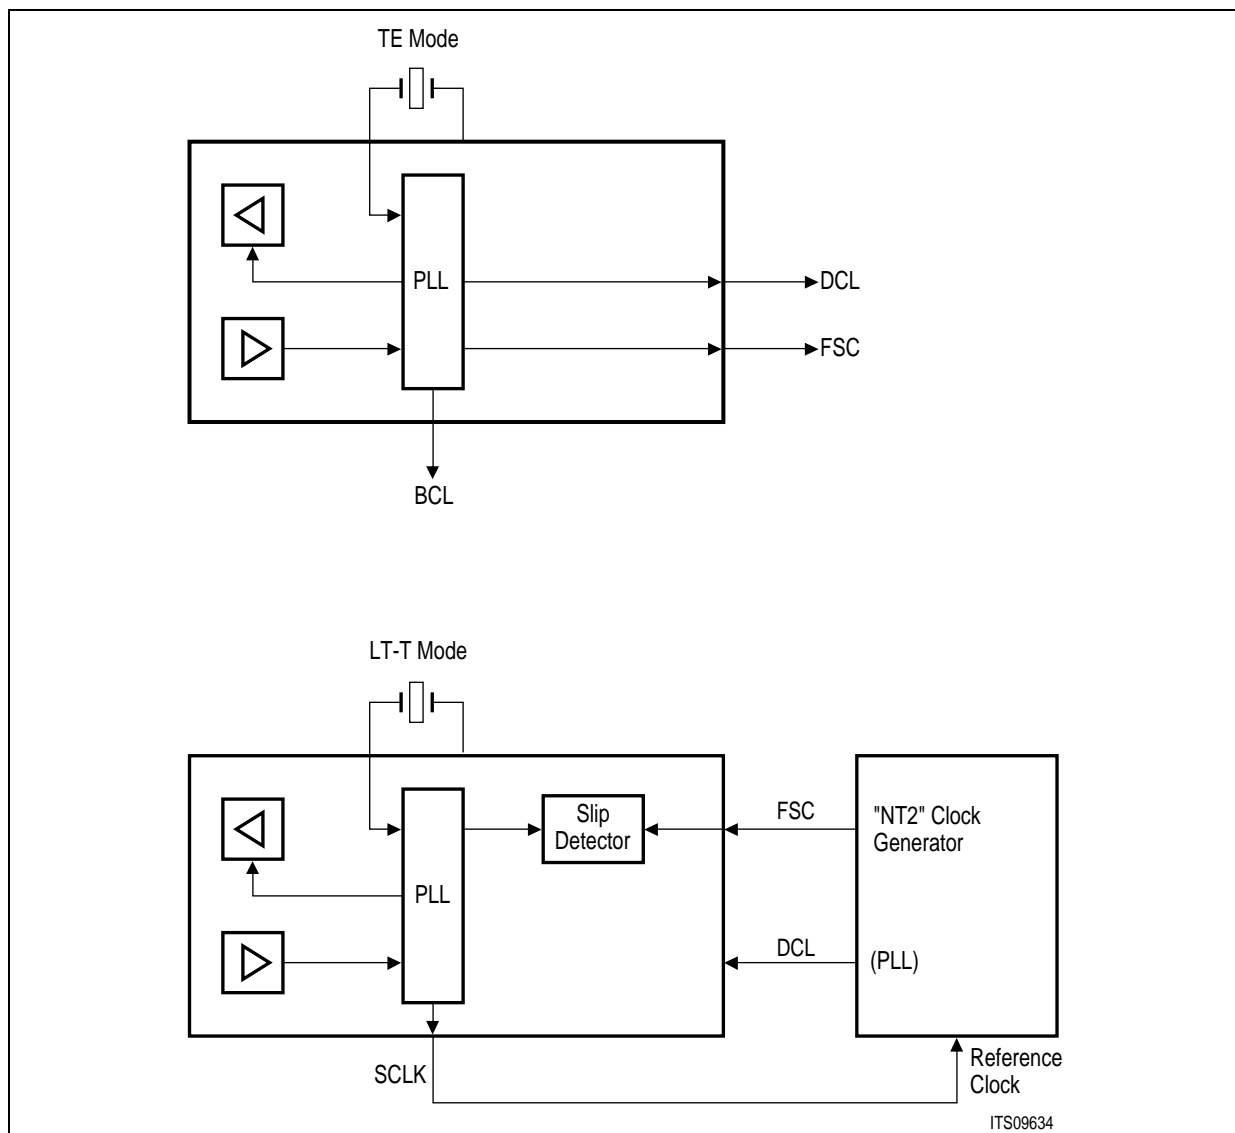 TE Mode
PLL
DCL
FSC
BCL
LT-T Mode
Slip
Detector
FSC
"NT2" Clock
Generator
PLL
DCL
(PLL)
SCLK
Reference
Clock
ITS09634